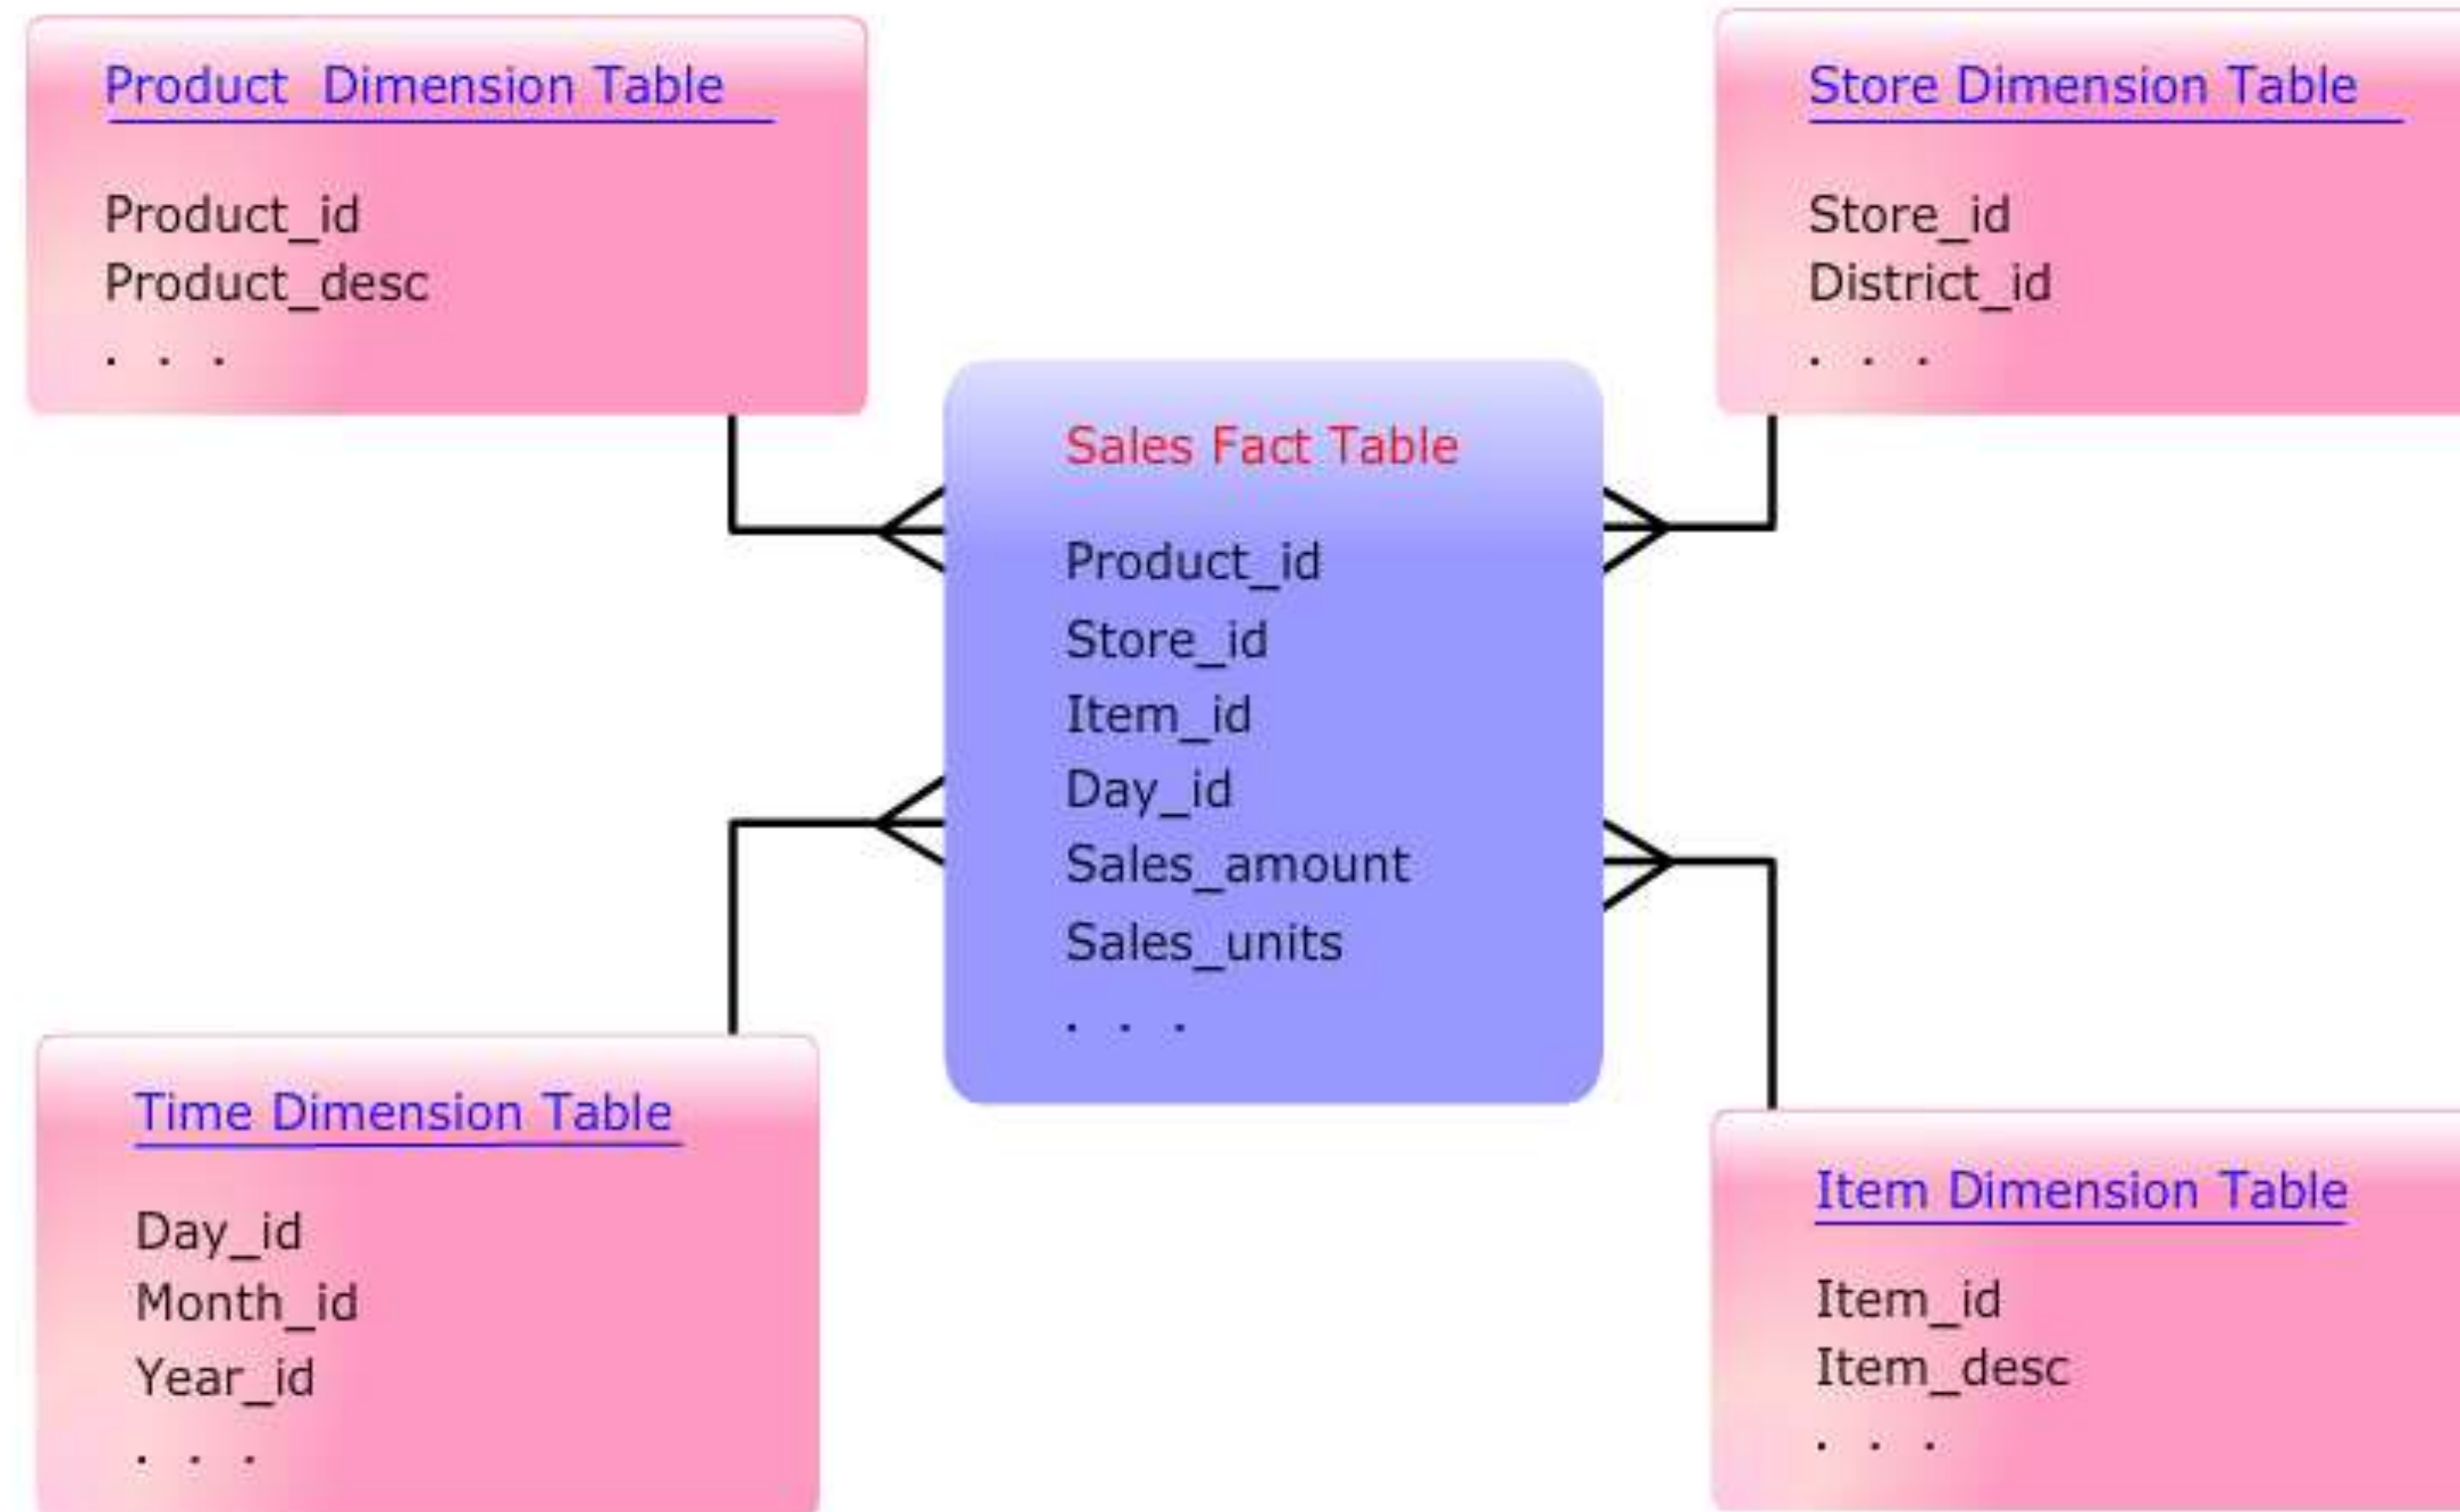 Product  Dimension Table
Product_id
Product_desc
. . .
Store Dimension Table
Store_id
District_id
. . .
Sales Fact Table
Product_id
Store_id
Item_id
Day_id
Sales_amount
Sales_units
. . .
Time Dimension Table
Day_id
Month_id
Year_id
. . .
Item Dimension Table
Item_id
Item_desc
. . .